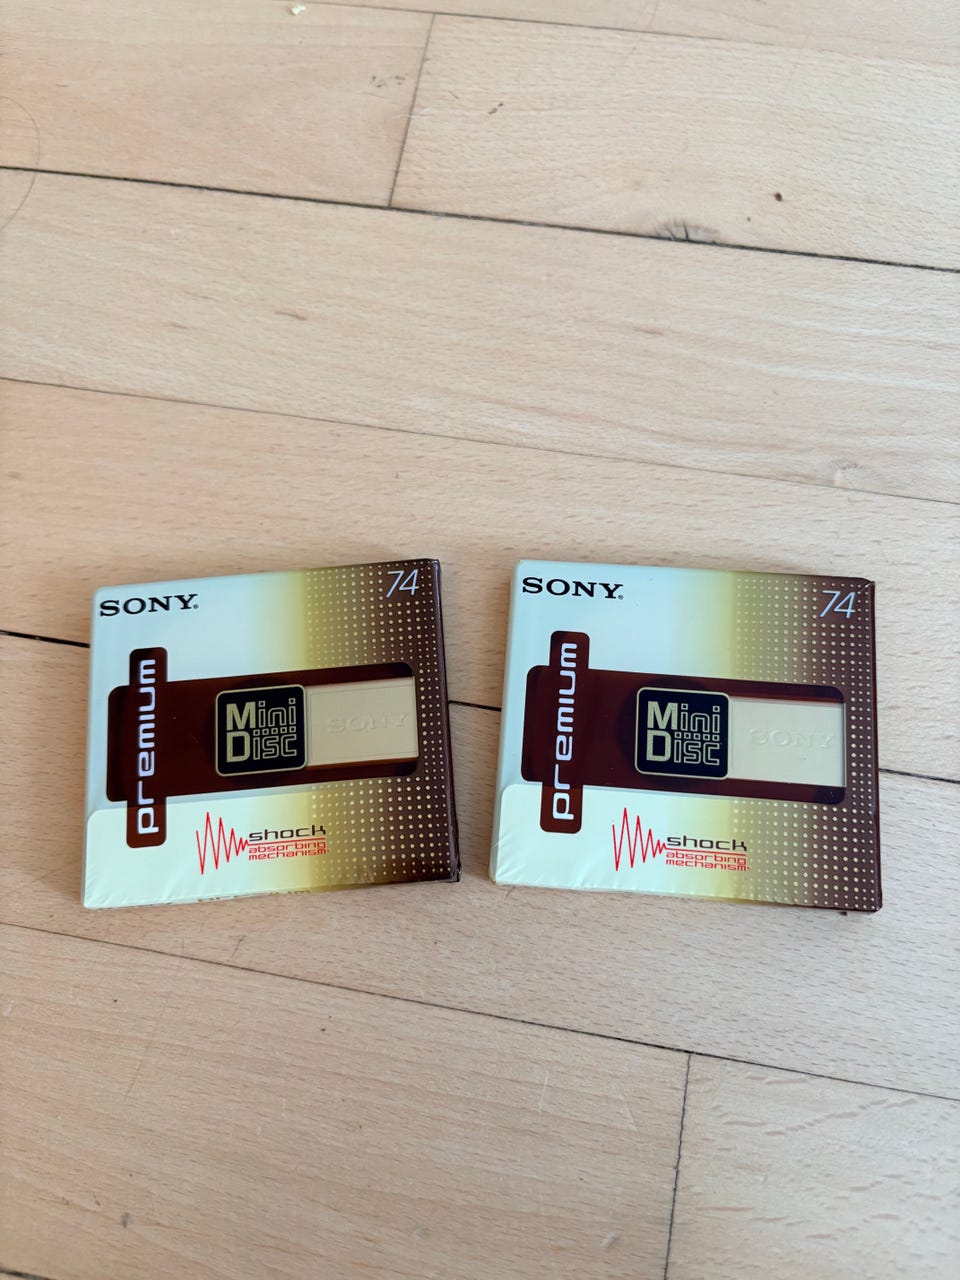 SONY®
74
premium
Mini
Disc
SONY
shock
absorbing
mechanism
SONY®
74
premium
Mini
Disc
SONY
shock
absorbing
mechanism